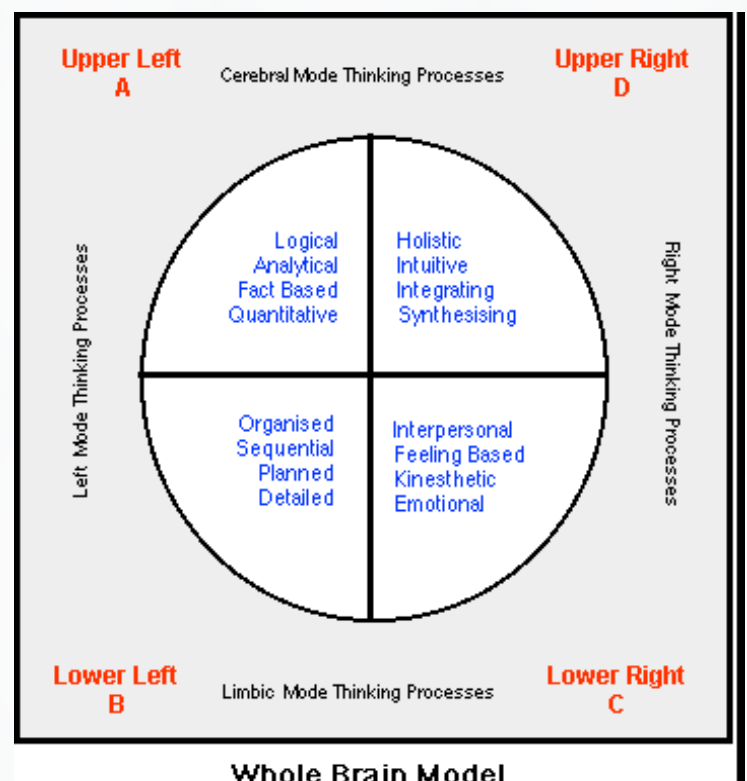 Upper Left
A
Cerebral Mode Thinking Processes
Upper Right
D
Left Mode Thinking Processes
Logical
Analytical
Fact Based
Quantitative
Holistic
Intuitive
Integrating
Synthesising
Right Mode Thinking Processes
Organised
Sequential
Planned
Detailed
Interpersonal
Feeling Based
Kinesthetic
Emotional
Lower Left
B
Limbic Mode Thinking Processes
Lower Right
C
Whole Brain Model